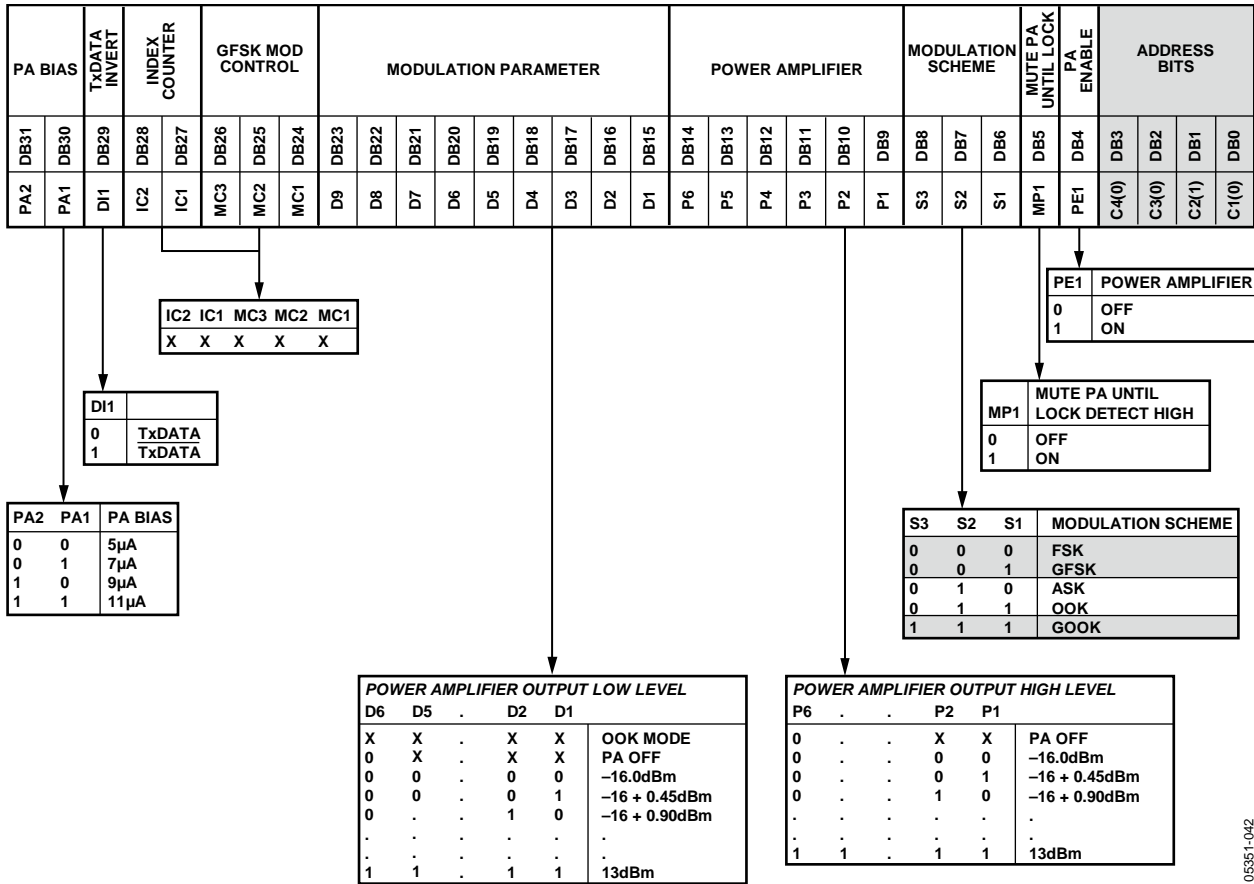 PA BIAS
TxDATA
INVERT
INDEX
COUNTER
GFSK MOD
CONTROL
MODULATION PARAMETER
POWER AMPLIFIER
MODULATION
SCHEME
MUTE PA
UNTIL LOCK
PA
ENABLE
ADDRESS
BITS
DB31 DB30 DB29 DB28 DB27 DB26 DB25 DB24 DB23 DB22 DB21 DB20 DB19 DB18 DB17 DB16 DB15 DB14 DB13 DB12 DB11 DB10 DB9 DB8 DB7 DB6 DB5 DB4 DB3 DB2 DB1 DB0
PA2 PA1 DI1 IC2 IC1 MC3 MC2 MC1 D9 D8 D7 D6 D5 D4 D3 D2 D1 P6 P5 P4 P3 P2 P1 S3 S2 S1 MP1 PE1 C4(0) C3(0) C2(1) C1(0)
PE1 POWER AMPLIFIER
0 OFF
1 ON
IC2 IC1 MC3 MC2 MC1
X X X X X
MP1 MUTE PA UNTIL
LOCK DETECT HIGH
0 OFF
1 ON
DI1
0 TxDATA
1 TxDATA
PA2 PA1 PA BIAS
0 0 5µA
0 1 7µA
1 0 9µA
1 1 11µA
S3 S2 S1 MODULATION SCHEME
0 0 0 FSK
0 0 1 GFSK
0 1 0 ASK
0 1 1 OOK
1 1 1 GOOK
POWER AMPLIFIER OUTPUT LOW LEVEL
D6 D5 . D2 D1
X X . X X OOK MODE
0 X . X X PA OFF
0 0 . 0 0 –16.0dBm
0 0 . 0 1 –16 + 0.45dBm
0 . . 1 0 –16 + 0.90dBm
. . . . . .
. . . . . .
1 1 . 1 1 13dBm
POWER AMPLIFIER OUTPUT HIGH LEVEL
P6 . . P2 P1
0 . . X X PA OFF
0 . . 0 0 –16.0dBm
0 . . 0 1 –16 + 0.45dBm
0 . . 1 0 –16 + 0.90dBm
. . . . . .
. . . . . .
1 1 . 1 1 13dBm
05351-042